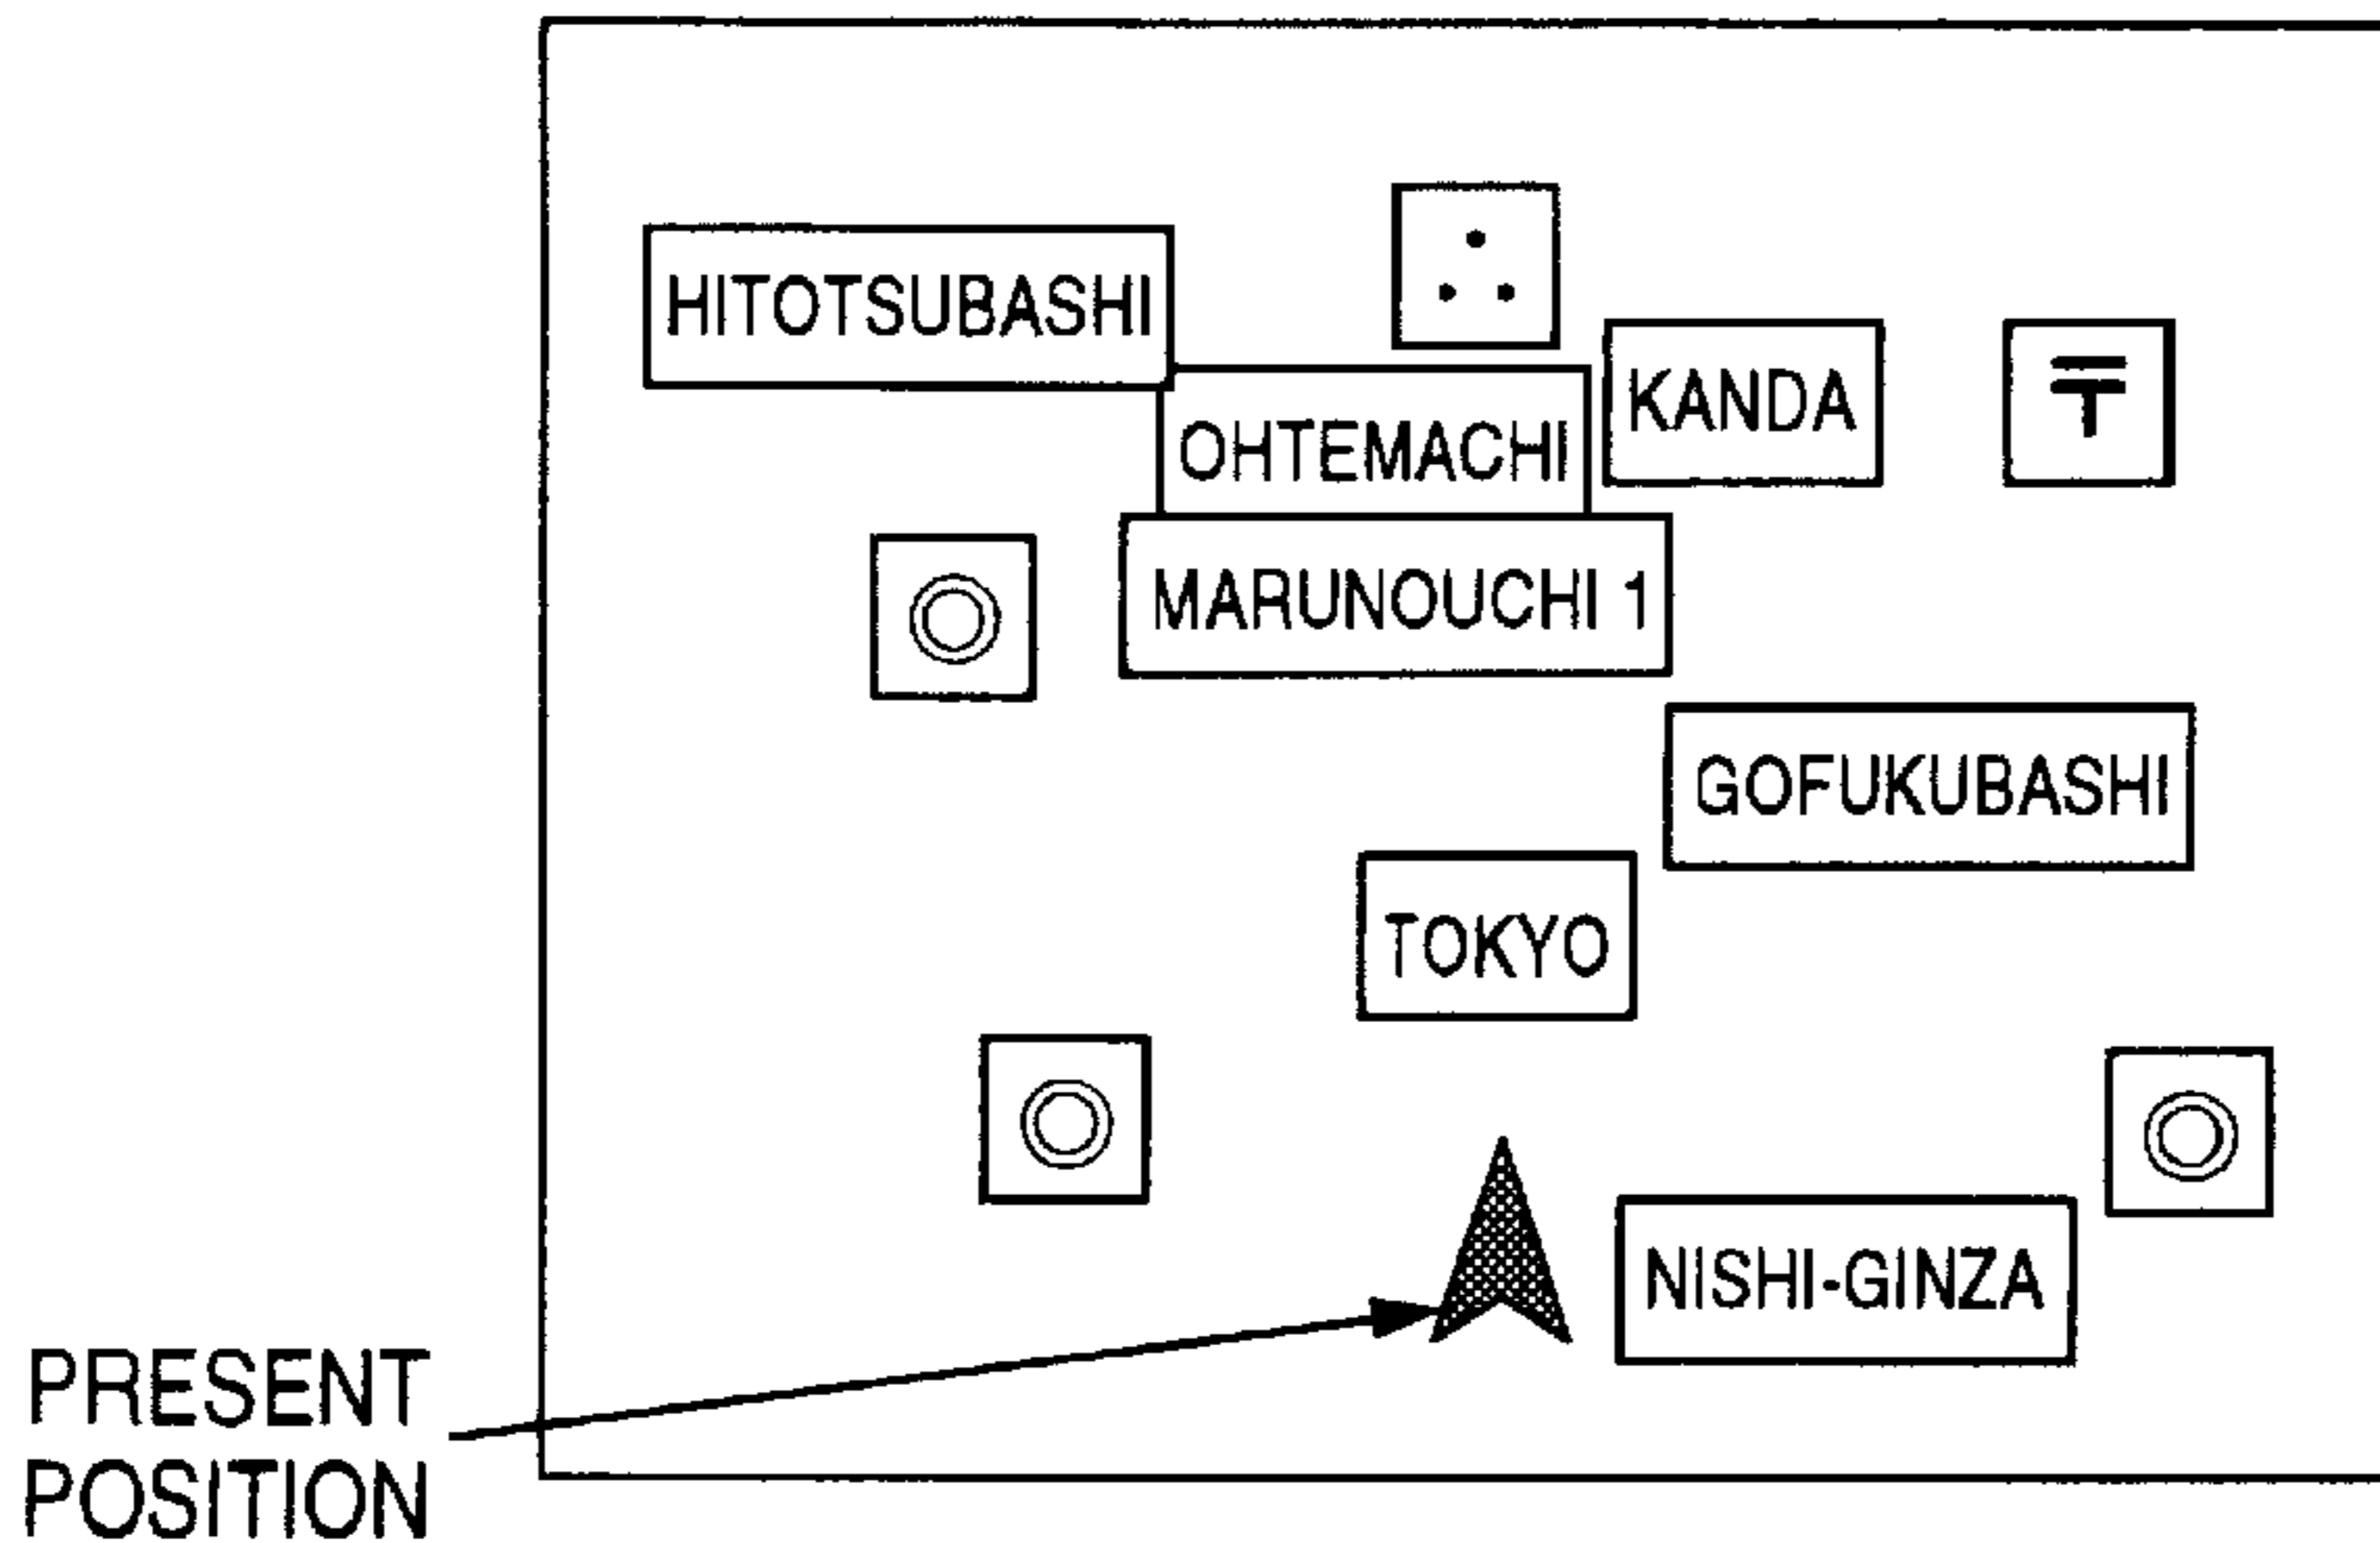 HITOTSUBASHI
KANDA
〒
OHTEMACHI
MARUNOUCHI 1
GOFUKUBASHI
TOKYO
NISHI-GINZA
PRESENT
POSITION